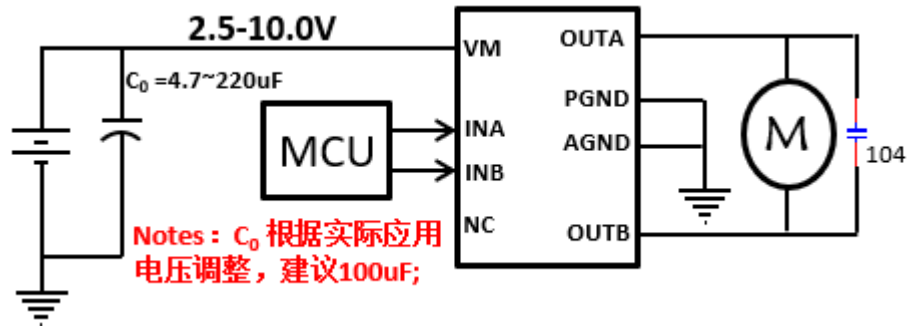 2.5-10.0V
C₀ =4.7~220uF
VM
OUTA
PGND
AGND
INA
INB
NC
OUTB
MCU
M
104
Notes：C₀ 根据实际应用
电压调整，建议100uF;